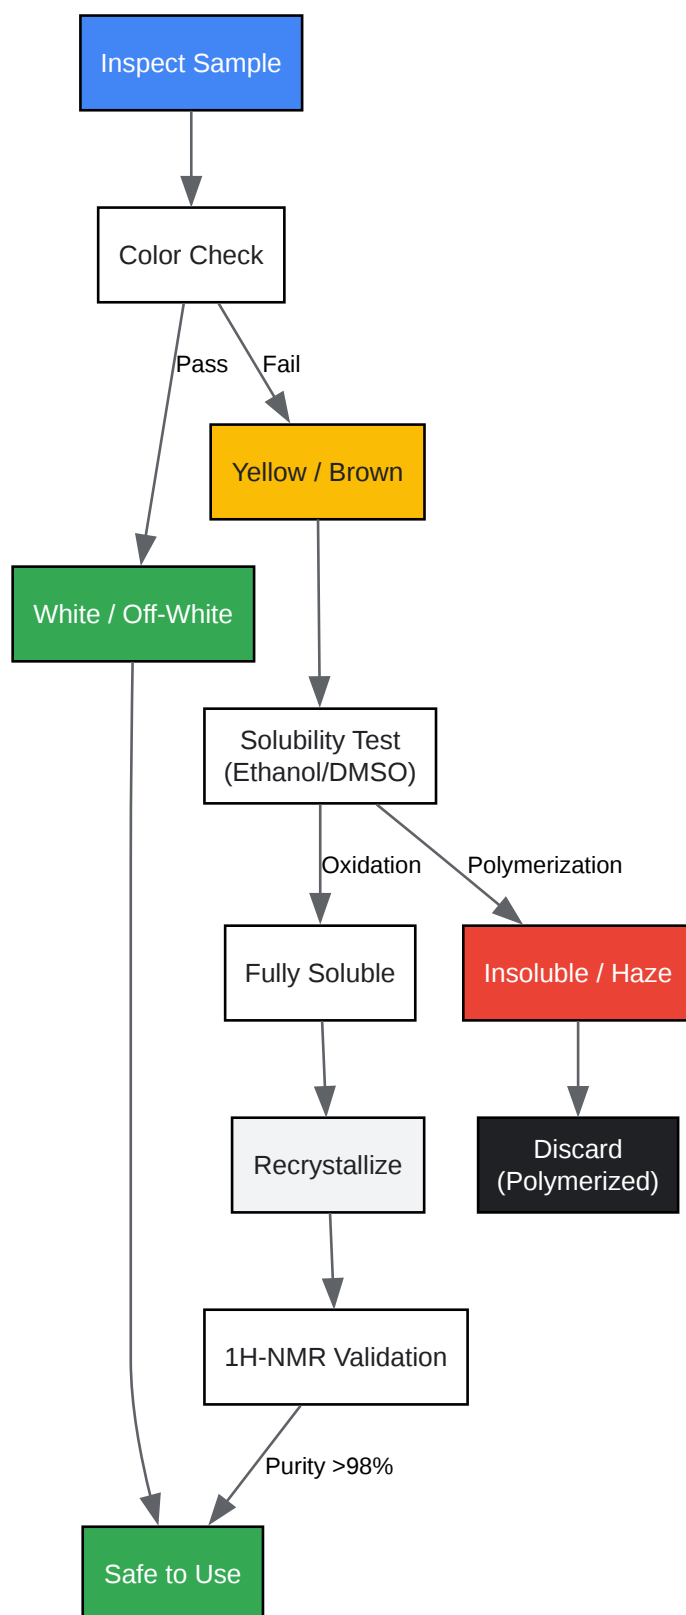 Inspect Sample
Color Check
Pass
Fail
Yellow / Brown
White / Off-White
Solubility Test
(Ethanol/DMSO)
Oxidation
Polymerization
Fully Soluble
Insoluble / Haze
Recrystallize
Discard
(Polymerized)
1H-NMR Validation
Purity >98%
Safe to Use